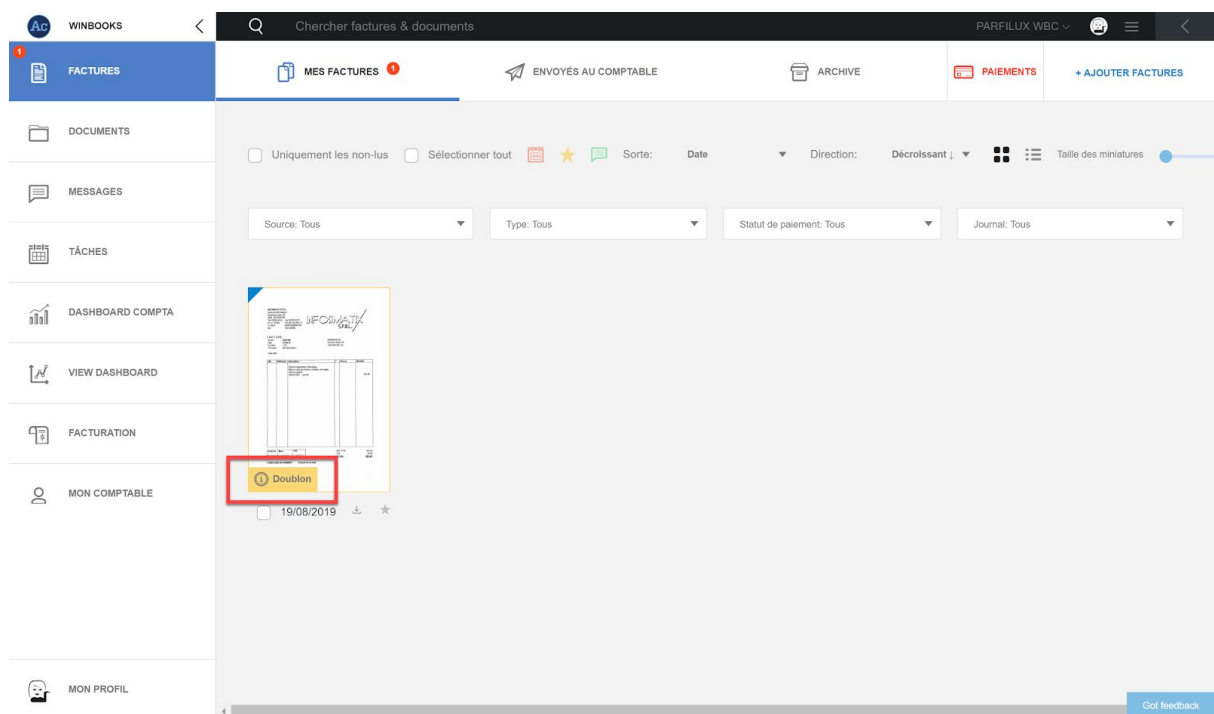 Ac WINBOOKS
Chercher factures & documents
PARFILUX WBC
1
FACTURES
MES FACTURES 1
ENVOYÉS AU COMPTABLE
ARCHIVE
PAIEMENTS
+ AJOUTER FACTURES
DOCUMENTS
MESSAGES
TÂCHES
DASHBOARD COMPTA
VIEW DASHBOARD
FACTURATION
MON COMPTABLE
MON PROFIL
Uniquement les non-lus Sélectionner tout Sorte: Date Direction: Décroissant ↓ Taille des miniatures
Source: Tous Type: Tous Statut de paiement: Tous Journal: Tous
INFORMATIX
S.P.R.L.
Doublon
19/08/2019
Got feedback